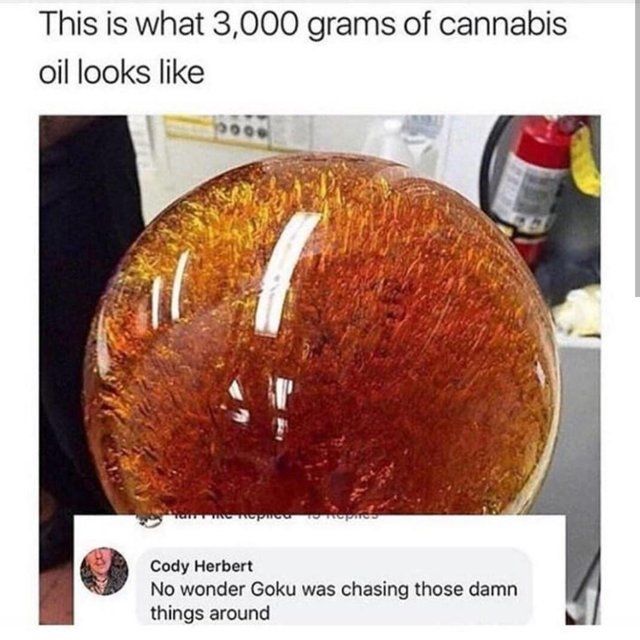 This is what 3,000 grams of cannabis
oil looks like
Cody Herbert
No wonder Goku was chasing those damn
things around